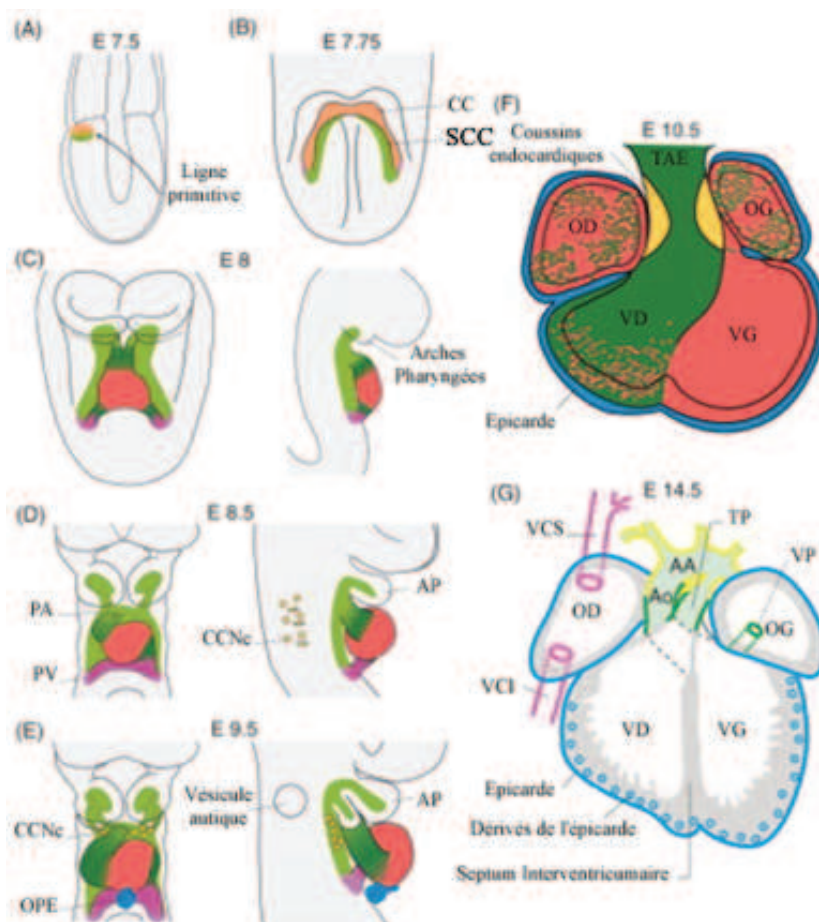 (A)
E 7.5
Ligne
primitive
(B)
E 7.75
CC
SCC
(C)
E 8
Arches
Pharyngées
(D)
E 8.5
PA
PV
CCNc
AP
(E)
E 9.5
CCNc
OPE
Vésicule
autique
AP
(F)
E 10.5
Coussins
endocardiques
TAE
OD
OG
VD
VG
Epicarde
(G)
E 14.5
VCS
TP
VP
AA
Ao
OD
OG
VCI
VD
VG
Epicarde
Dérivés de l'épicarde
Septum Interventricumaire